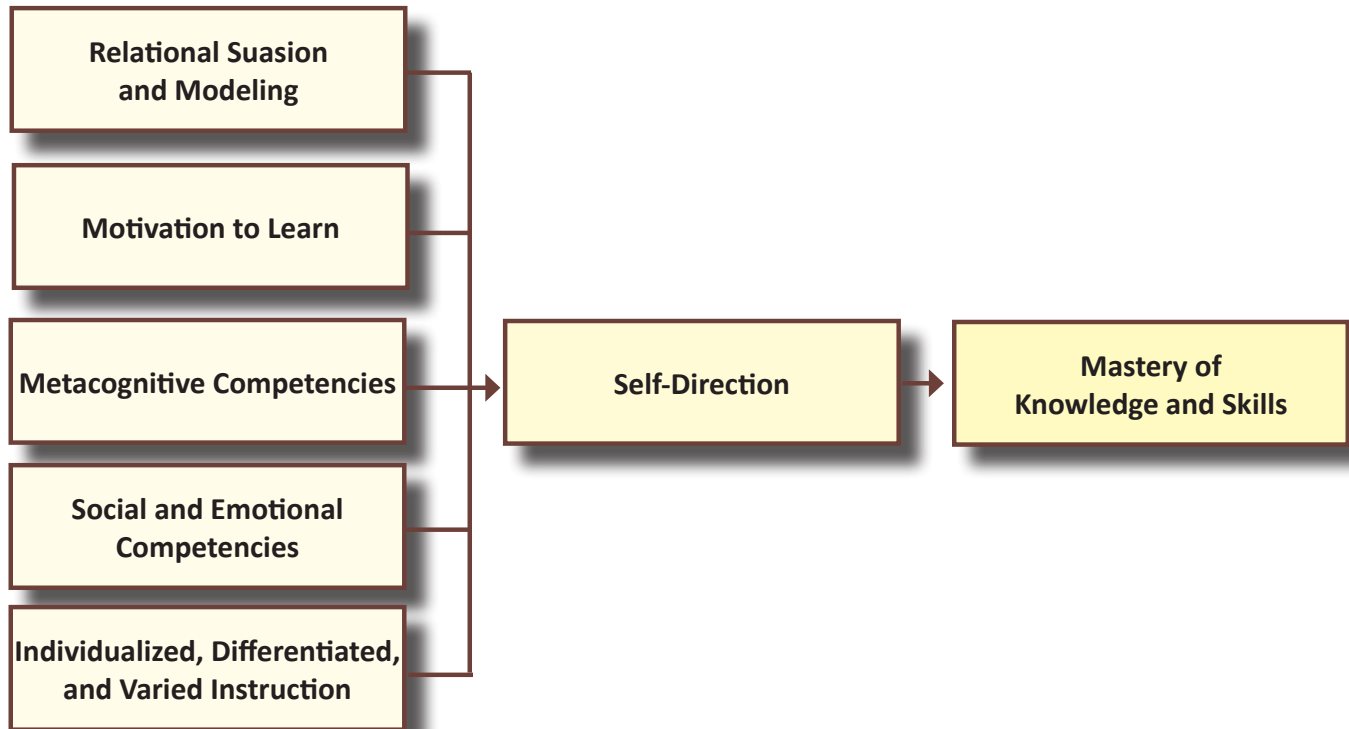 Relational Suasion
and Modeling
Motivation to Learn
Metacognitive Competencies
Social and Emotional
Competencies
Individualized, Differentiated,
and Varied Instruction
Self-Direction
Mastery of
Knowledge and Skills